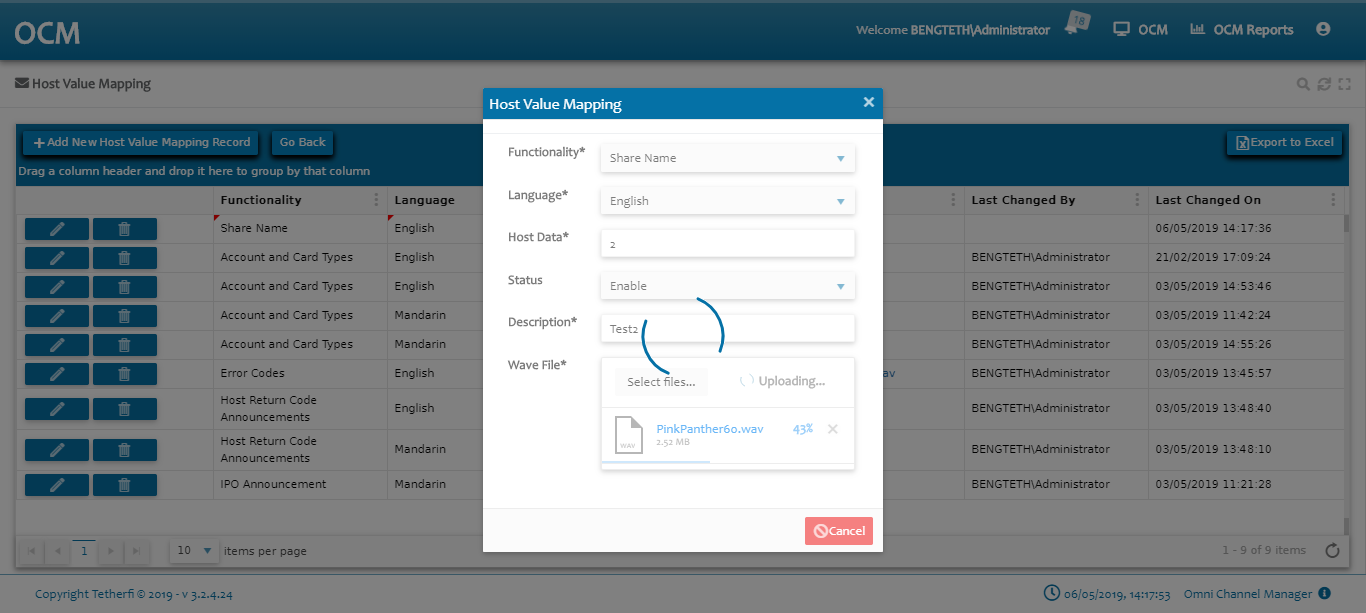 OCM
Welcome BENGTETH\Administrator
18
OCM
OCM Reports
Host Value Mapping
Add New Host Value Mapping Record
Go Back
Export to Excel
Drag a column header and drop it here to group by that column
Functionality Language Last Changed By Last Changed On
Share Name English 06/05/2019 14:17:36
Account and Card Types English BENGTETH\Administrator 21/02/2019 17:09:24
Account and Card Types English BENGTETH\Administrator 03/05/2019 14:53:46
Account and Card Types Mandarin BENGTETH\Administrator 03/05/2019 11:42:24
Account and Card Types Mandarin BENGTETH\Administrator 03/05/2019 14:55:26
Error Codes English av BENGTETH\Administrator 03/05/2019 13:45:57
Host Return Code
Announcements English BENGTETH\Administrator 03/05/2019 13:48:40
Host Return Code
Announcements Mandarin BENGTETH\Administrator 03/05/2019 13:48:10
IPO Announcement Mandarin BENGTETH\Administrator 03/05/2019 11:21:28
1
10
items per page
1 - 9 of 9 items
Host Value Mapping
Functionality* Share Name
Language* English
Host Data* 2
Status Enable
Description* Test2
Wave File*
Select files... Uploading...
WAV
PinkPanther60.wav 43%
2.52 MB
Cancel
Copyright Tetherfi © 2019 - v 3.2.4.24
06/05/2019, 14:17:53
Omni Channel Manager